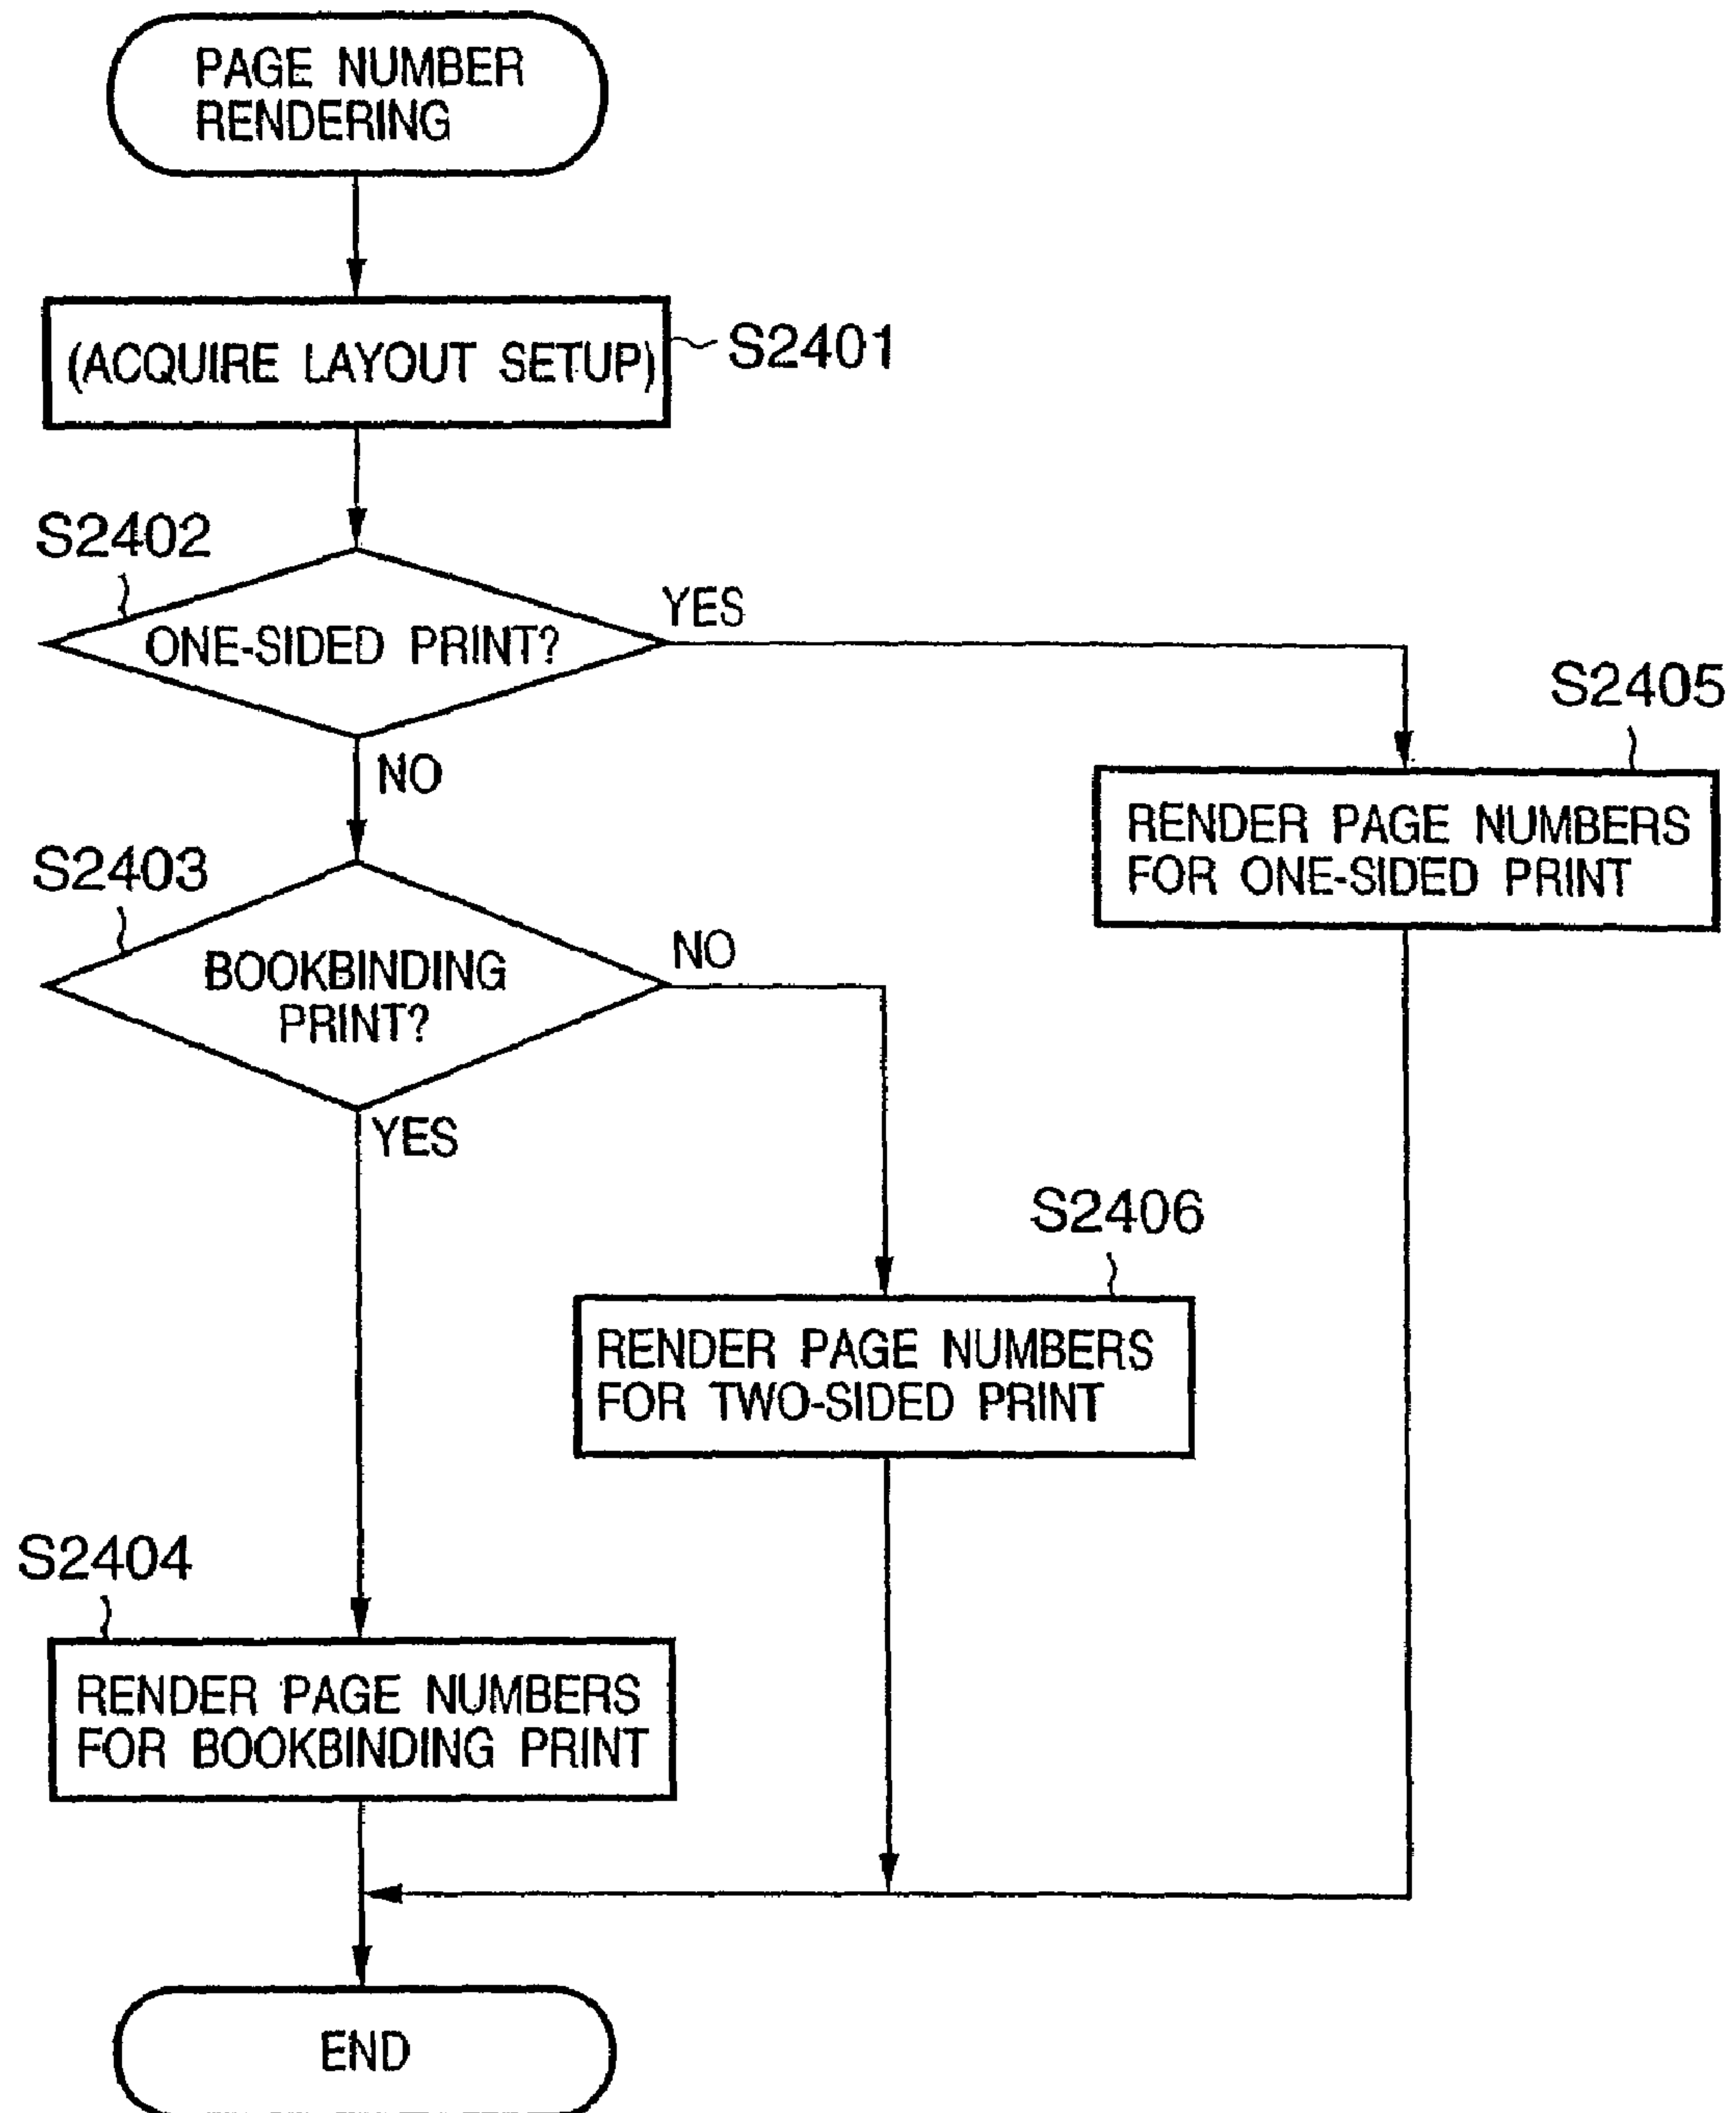 PAGE NUMBER
RENDERING
(ACQUIRE LAYOUT SETUP)
S2401
S2402
ONE-SIDED PRINT?
YES
NO
S2405
RENDER PAGE NUMBERS
FOR ONE-SIDED PRINT
S2403
BOOKBINDING
PRINT?
NO
YES
S2406
RENDER PAGE NUMBERS
FOR TWO-SIDED PRINT
S2404
RENDER PAGE NUMBERS
FOR BOOKBINDING PRINT
END